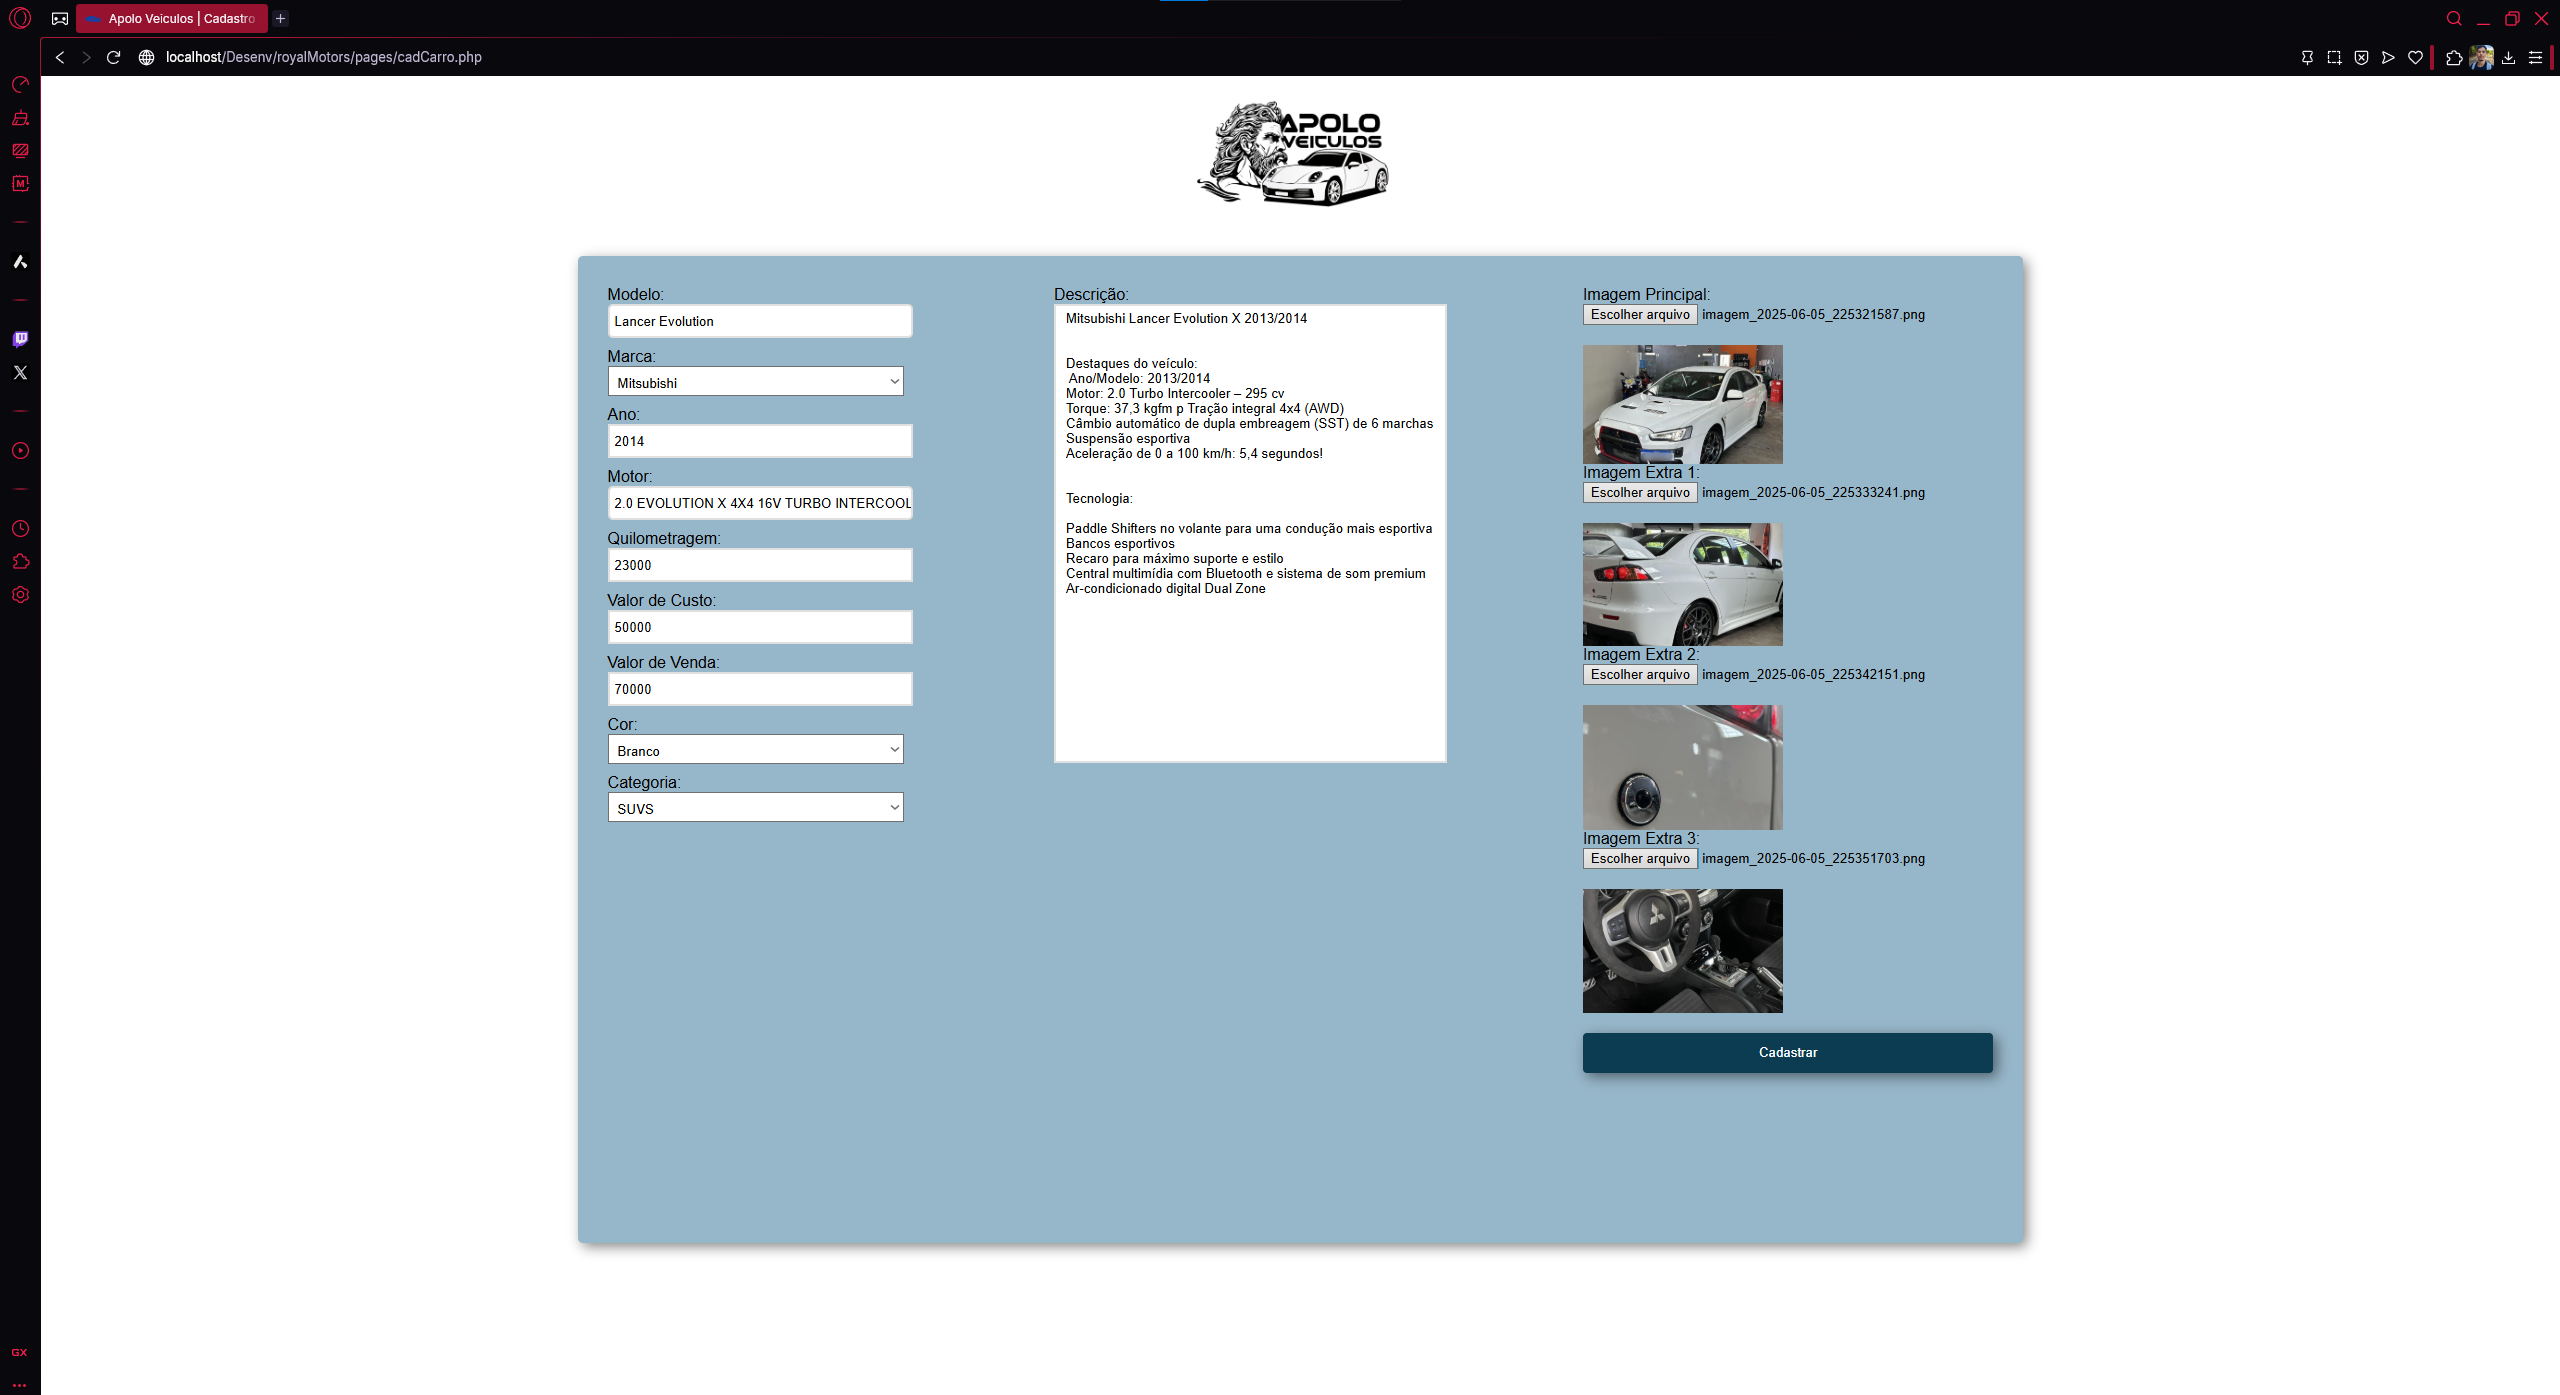 Apolo Veículos | Cadastro
localhost/Desenv/royalMotors/pages/cadCarro.php
APOLO
VEICULOS
Modelo:
Lancer Evolution
Marca:
Mitsubishi
Ano:
2014
Motor:
2.0 EVOLUTION X 4X4 16V TURBO INTERCOOL
Quilometragem:
23000
Valor de Custo:
50000
Valor de Venda:
70000
Cor:
Branco
Categoria:
SUVS
Descrição:
Mitsubishi Lancer Evolution X 2013/2014
Destaques do veículo:
Ano/Modelo: 2013/2014
Motor: 2.0 Turbo Intercooler – 295 cv
Torque: 37,3 kgfm p Tração integral 4x4 (AWD)
Câmbio automático de dupla embreagem (SST) de 6 marchas
Suspensão esportiva
Aceleração de 0 a 100 km/h: 5,4 segundos!
Tecnologia:
Paddle Shifters no volante para uma condução mais esportiva
Bancos esportivos
Recaro para máximo suporte e estilo
Central multimídia com Bluetooth e sistema de som premium
Ar-condicionado digital Dual Zone
Imagem Principal:
Escolher arquivo imagem_2025-06-05_225321587.png
Imagem Extra 1:
Escolher arquivo imagem_2025-06-05_225333241.png
Imagem Extra 2:
Escolher arquivo imagem_2025-06-05_225342151.png
Imagem Extra 3:
Escolher arquivo imagem_2025-06-05_225351703.png
Cadastrar
GX